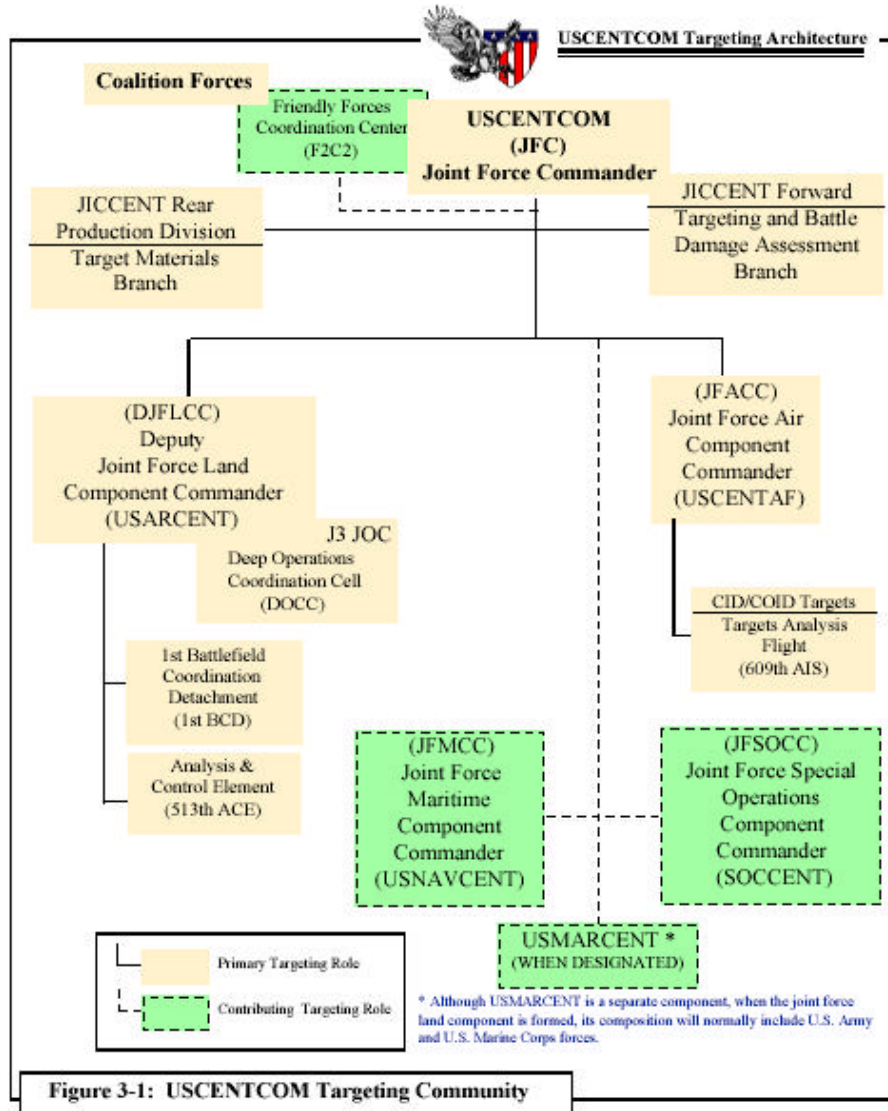 USCENTCOM Targeting Architecture
Coalition Forces
Friendly Forces
Coordination Center
(F2C2)
USCENTCOM
(JFC)
Joint Force Commander
JICCENT Rear
Production Division
Target Materials
Branch
JICCENT Forward
Targeting and Battle
Damage Assessment
Branch
(DJFLCC)
Deputy
Joint Force Land
Component Commander
(USARCENT)
J3 JOC
Deep Operations
Coordination Cell
(DOCC)
1st Battlefield
Coordination
Detachment
(1st BCD)
Analysis &
Control Element
(513th ACE)
(JFACC)
Joint Force Air
Component
Commander
(USCENTAF)
CID/COID Targets
Targets Analysis
Flight
(609th AIS)
(JFMCC)
Joint Force
Maritime
Component
Commander
(USNAVCENT)
(JFSOCC)
Joint Force Special
Operations
Component
Commander
(SOCCENT)
USMARCENT *
(WHEN DESIGNATED)
Primary Targeting Role
Contributing Targeting Role
* Although USMARCENT is a separate component, when the joint force
land component is formed, its composition will normally include U.S. Army
and U.S. Marine Corps forces.
Figure 3-1: USCENTCOM Targeting Community